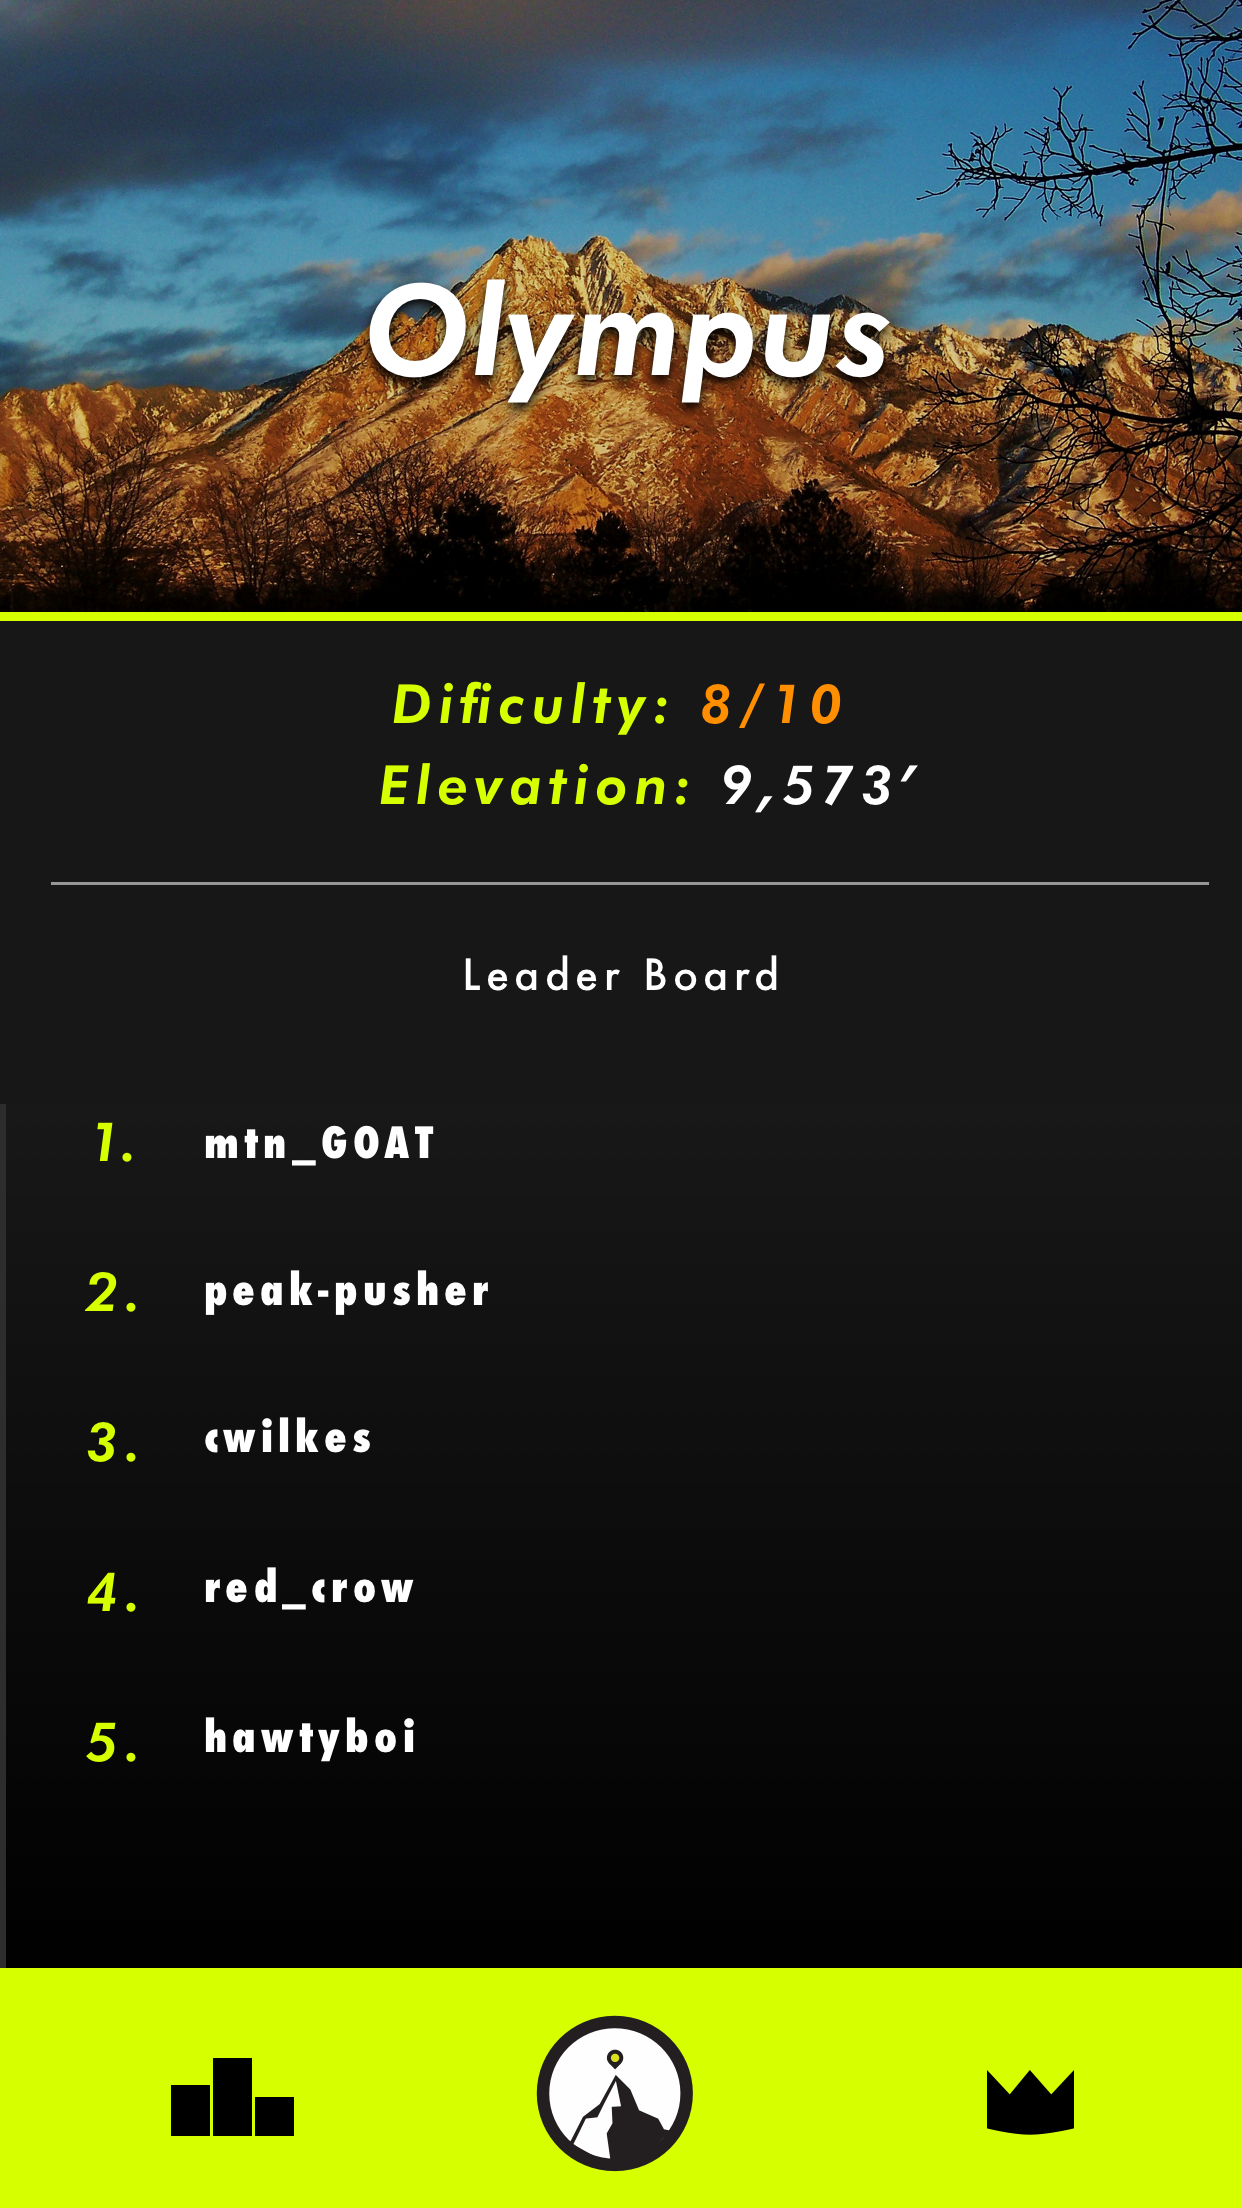 Olympus
Dificulty: 8/10
Elevation: 9,573’
Leader Board
1. mtn_GOAT
2. peak-pusher
3. cwilkes
4. red_crow
5. hawtyboi